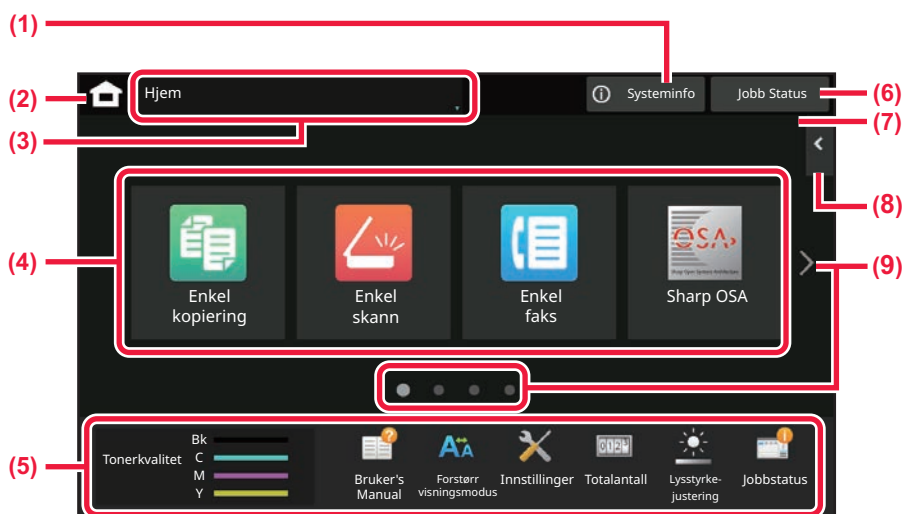 (1)
(2)
Hjem
Systeminfo
Jobb Status
(6)
(3)
(7)
(8)
(4)
OSA
(9)
Enkel
kopiering
Enkel
skann
Enkel
faks
Sharp OSA
(5)
Tonerkvalitet
Bk
C
M
Y
Bruker's
Manual
Forstørr
visningsmodus
Innstillinger
Totalantall
Lysstyrke-
justering
Jobbstatus